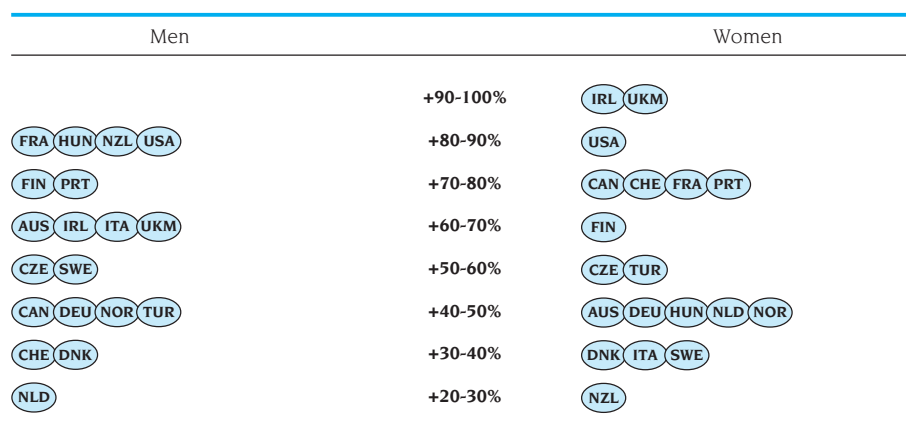 Men Women
+90-100% IRL UKM
FRA HUN NZL USA +80-90% USA
FIN PRT +70-80% CAN CHE FRA PRT
AUS IRL ITA UKM +60-70% FIN
CZE SWE +50-60% CZE TUR
CAN DEU NOR TUR +40-50% AUS DEU HUN NLD NOR
CHE DNK +30-40% DNK ITA SWE
NLD +20-30% NZL